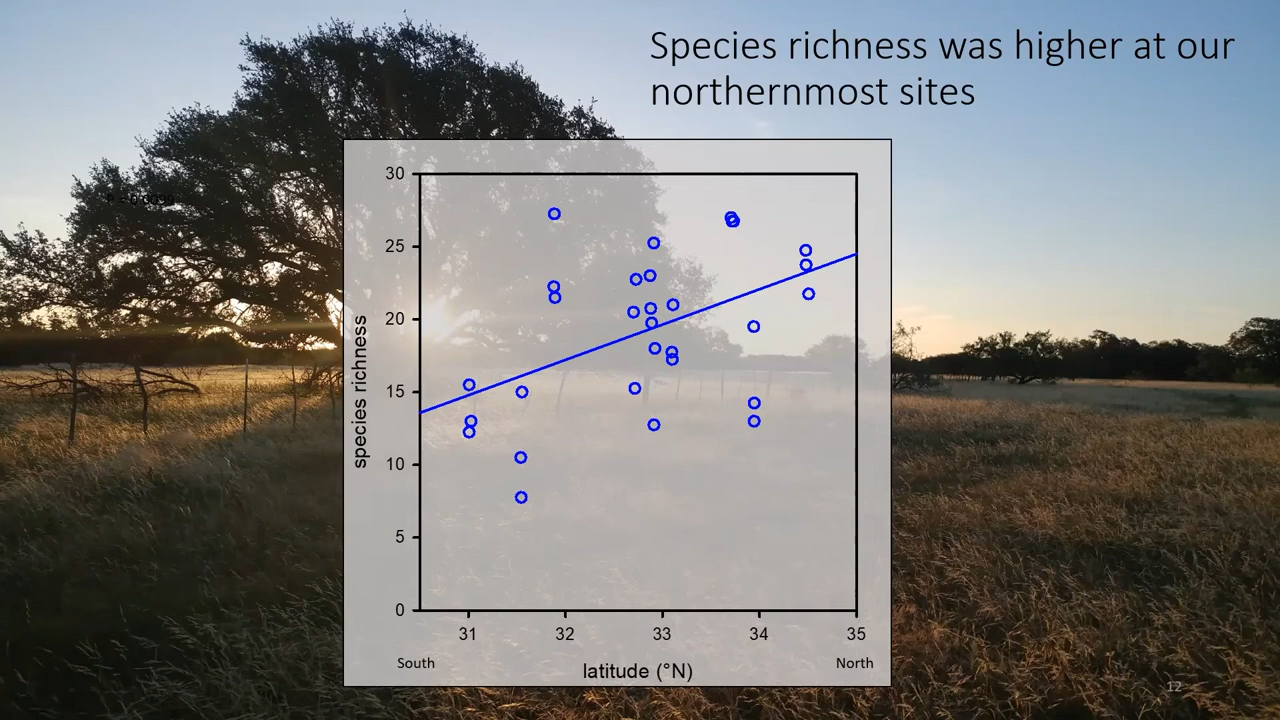 Species richness was higher at our
northernmost sites
30
25
20
15
10
5
0
species richness
31 32 33 34 35
South North
latitude (°N)
12